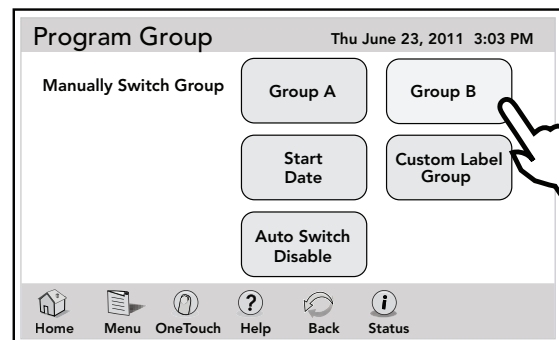 Program Group
Thu June 23, 2011 3:03 PM
Manually Switch Group
Group A
Group B
Start
Date
Custom Label
Group
Auto Switch
Disable
?
i
Home
Menu
OneTouch
Help
Back
Status